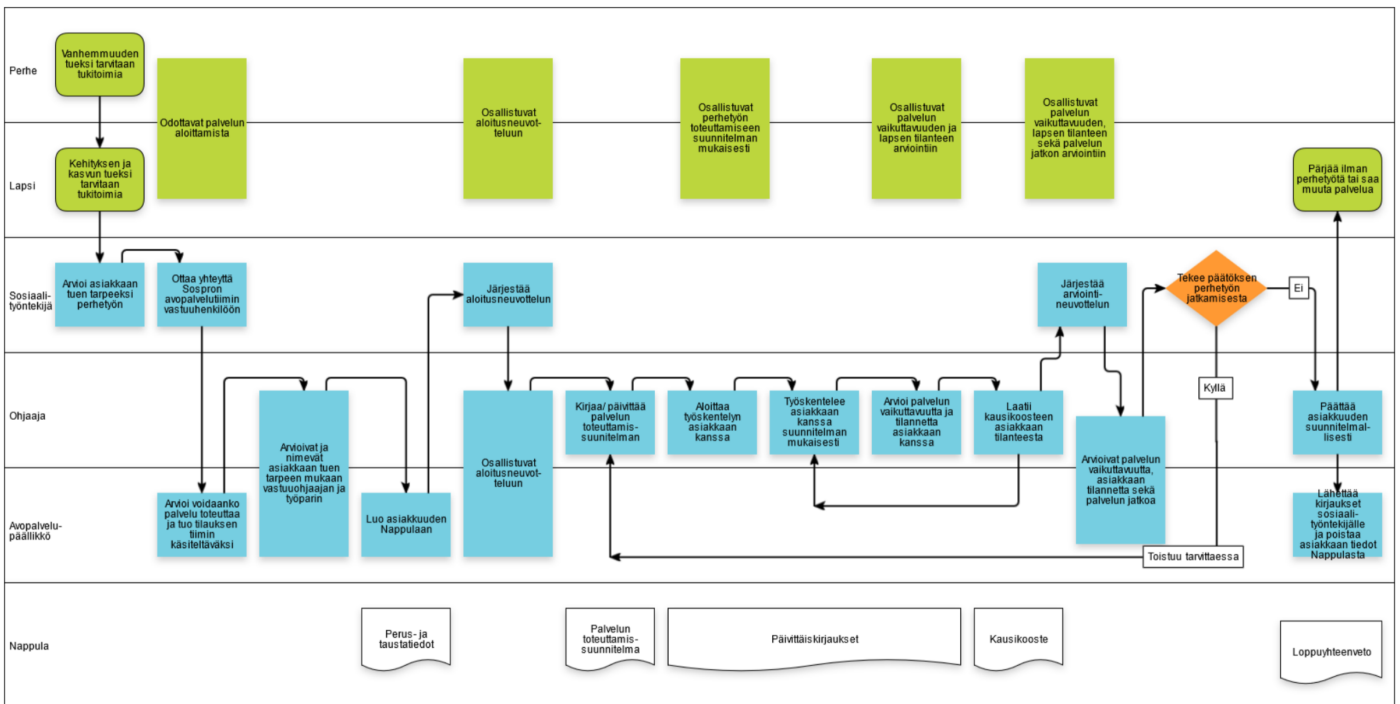 Perhe
Vanhemmuuden
tueksi tarvitaan
tukitoimia
Odottavat palvelun
aloittamista
Osallistuvat
aloitusneuvot-
teluun
Osallistuvat
perhetyön
toteuttamiseen
suunnitelman
mukaisesti
Osallistuvat
palvelun
vaikuttavuuden ja
lapsen tilanteen
arviointiin
Osallistuvat
palvelun
vaikuttavuuden,
lapsen tilanteen
sekä palvelun
jatkon arviointiin
Lapsi
Kehityksen ja
kasvun tueksi
tarvitaan
tukitoimia
Pärjää ilman
perhetyötä tai saa
muuta palvelua
Sosiaali-
työntekijä
Arvioi asiakkaan
tuen tarpeeksi
perhetyön
Ottaa yhteyttä
Sospron
avopalvelutiimin
vastuuhenkilöön
Järjestää
aloitusneuvottelun
Järjestää
arviointi-
neuvottelun
Tekee päätöksen
perhetyön
jatkamisesta
Ei
Kyllä
Ohjaaja
Arvioivat ja
nimevät
asiakkaan tuen
tarpeen mukaan
vastuuohjaajan ja
työparin
Osallistuvat
aloitusneuvot-
teluun
Kirjaa/ päivittää
palvelun
toteuttamis-
suunnitelman
Aloittaa
työskentelyn
asiakkaan
kanssa
Työskentelee
asiakkaan
kanssa
suunnitelman
mukaisesti
Arvioi palvelun
vaikuttavuutta ja
tilannetta
asiakkaan
kanssa
Laatii
kausikoosteen
asiakkaan
tilanteesta
Arvioivat palvelun
vaikuttavuutta,
asiakkaan
tilannetta sekä
palvelun jatkoa
Päättää
asiakkuuden
suunnitelmal-
lisesti
Avopalvelu-
päällikkö
Arvioi voidaanko
palvelu toteuttaa
ja tuo tilauksen
tiimin
käsiteltäväksi
Luo asiakkuuden
Nappulaan
Toistuu tarvittaessa
Lähettää
kirjaukset
sosiaali-
työntekijälle
ja poistaa
asiakkaan tiedot
Nappulasta
Nappula
Perus- ja
taustatiedot
Palvelun
toteuttamis-
suunnitelma
Päivittäiskirjaukset
Kausikooste
Loppuyhteenveto